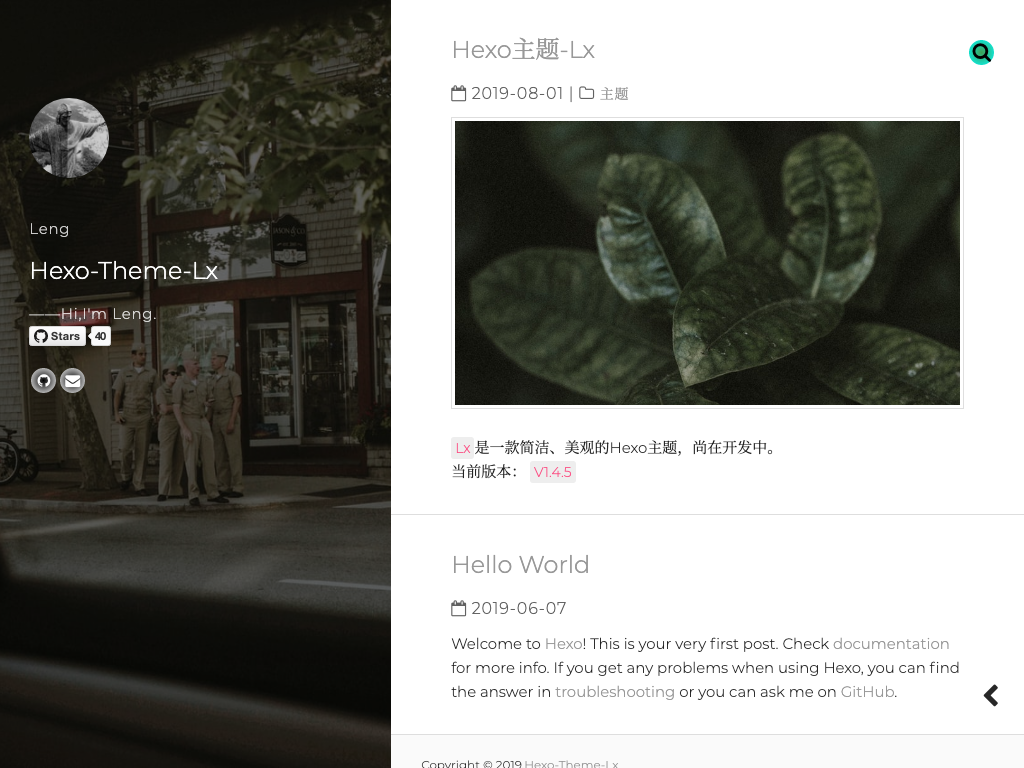 Leng
Hexo-Theme-Lx
——Hi,I'm Leng.
Stars 40
Hexo主题-Lx
2019-08-01 | 主题
Lx 是一款简洁、美观的Hexo主题，尚在开发中。
当前版本： V1.4.5
Hello World
2019-06-07
Welcome to Hexo! This is your very first post. Check documentation
for more info. If you get any problems when using Hexo, you can find
the answer in troubleshooting or you can ask me on GitHub.
Copyright © 2019 Hexo-Theme-Lx